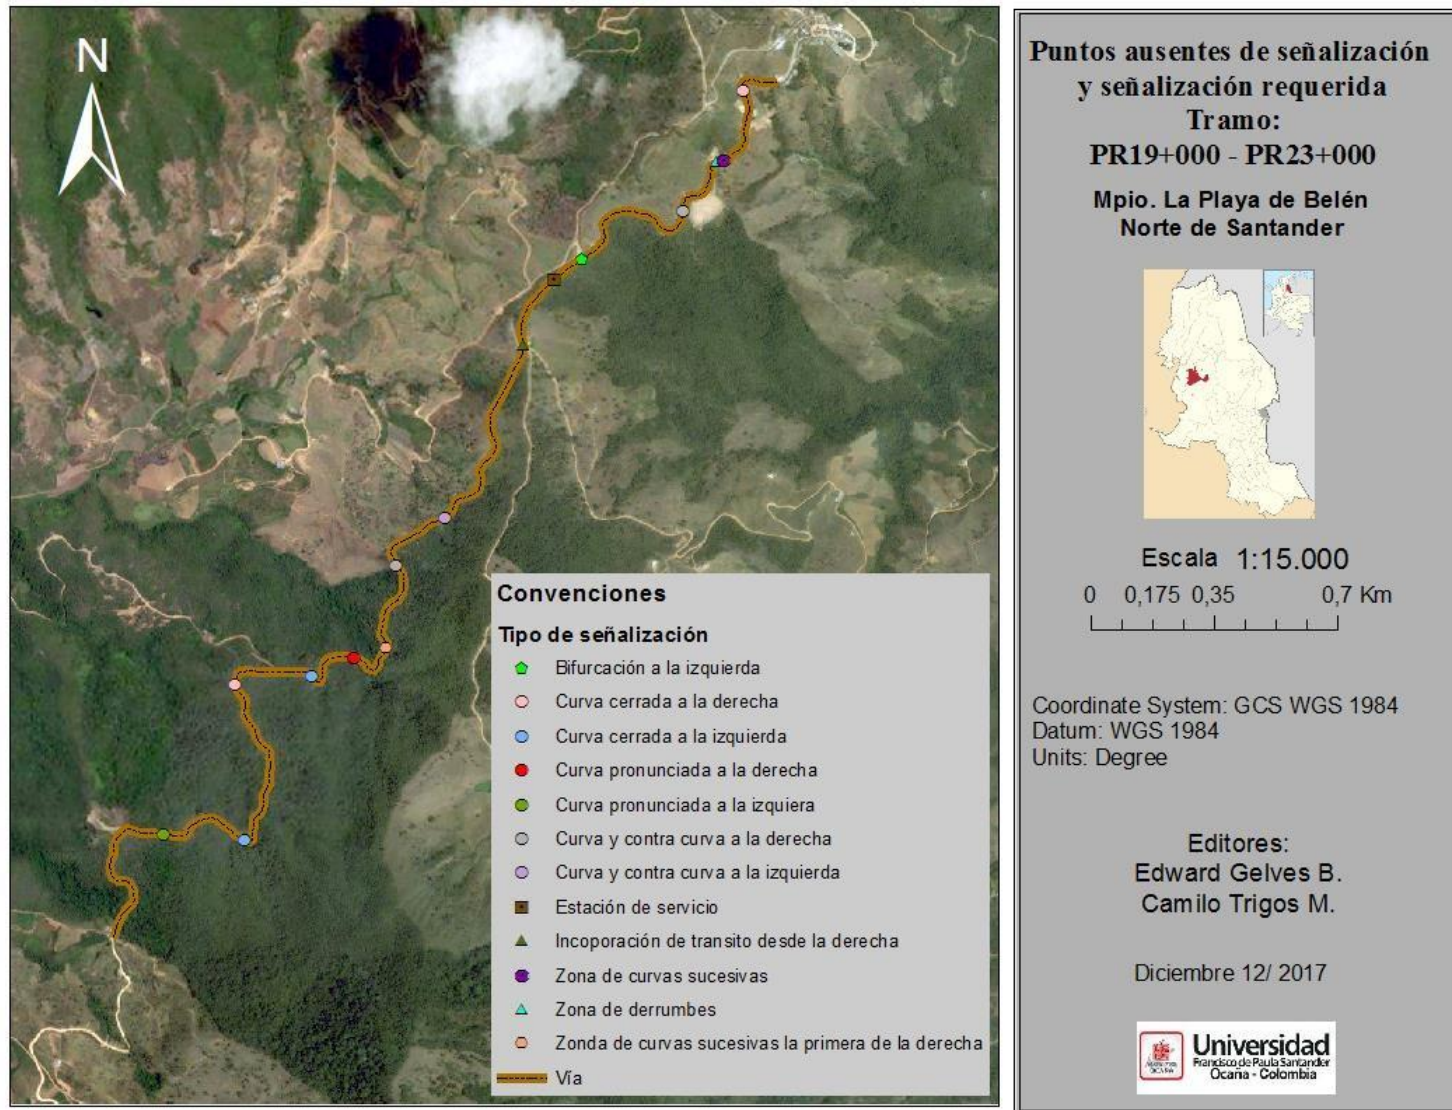 N
Convenciones
Tipo de señalización
Bifurcación a la izquierda
Curva cerrada a la derecha
Curva cerrada a la izquierda
Curva pronunciada a la derecha
Curva pronunciada a la izquiera
Curva y contra curva a la derecha
Curva y contra curva a la izquierda
Estación de servicio
Incoporación de transito desde la derecha
Zona de curvas sucesivas
Zona de derrumbes
Zonda de curvas sucesivas la primera de la derecha
Vía
Puntos ausentes de señalización
y señalización requerida
Tramo:
PR19+000 - PR23+000
Mpio. La Playa de Belén
Norte de Santander
Escala 1:15.000
0 0,175 0,35 0,7 Km
Coordinate System: GCS WGS 1984
Datum: WGS 1984
Units: Degree
Editores:
Edward Gelves B.
Camilo Trigos M.
Diciembre 12/ 2017
Universidad
Francisco de Paula Santander
Ocaña - Colombia